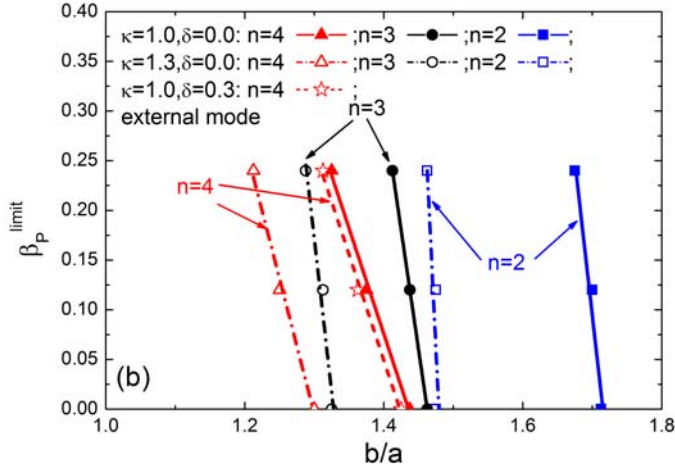 κ=1.0,δ=0.0: n=4 ;n=3 ;n=2 ;
κ=1.3,δ=0.0: n=4 ;n=3 ;n=2 ;
κ=1.0,δ=0.3: n=4 ;
external mode
n=3
n=4
n=2
(b)
0.40
0.35
0.30
0.25
0.20
0.15
0.10
0.05
0.00
β_P^limit
1.0 1.2 1.4 1.6 1.8
b/a